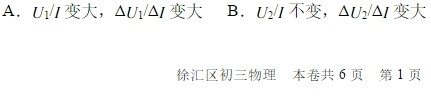 A. U₁/I 变大，ΔU₁/ΔI 变大 B. U₂/I 不变，ΔU₂/ΔI 变大
徐汇区初三物理 本卷共 6 页 第 1 页